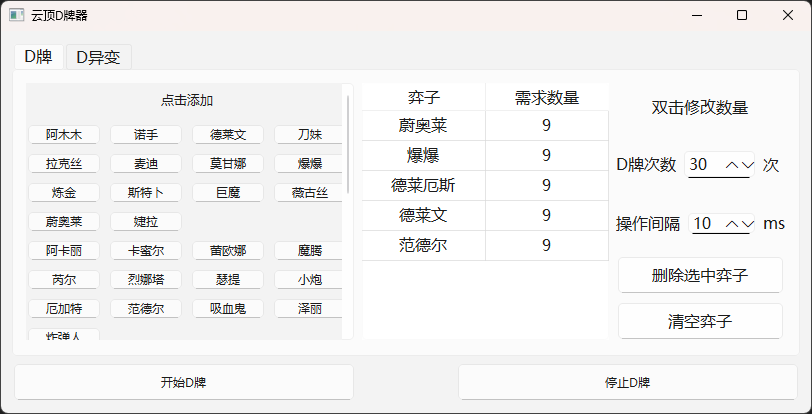 云顶D牌器
D牌 D异变
点击添加
阿木木 诺手 德莱文 刀妹
拉克丝 麦迪 莫甘娜 爆爆
炼金 斯特卜 巨魔 薇古丝
蔚奥莱 婕拉
阿卡丽 卡蜜尔 茜欧娜 魔腾
芮尔 烈娜塔 瑟提 小炮
厄加特 范德尔 吸血鬼 泽丽
炸弹人
弈子 需求数量
蔚奥莱 9
爆爆 9
德莱厄斯 9
德莱文 9
范德尔 9
双击修改数量
D牌次数 30 次
操作间隔 10 ms
删除选中弈子
清空弈子
开始D牌 停止D牌